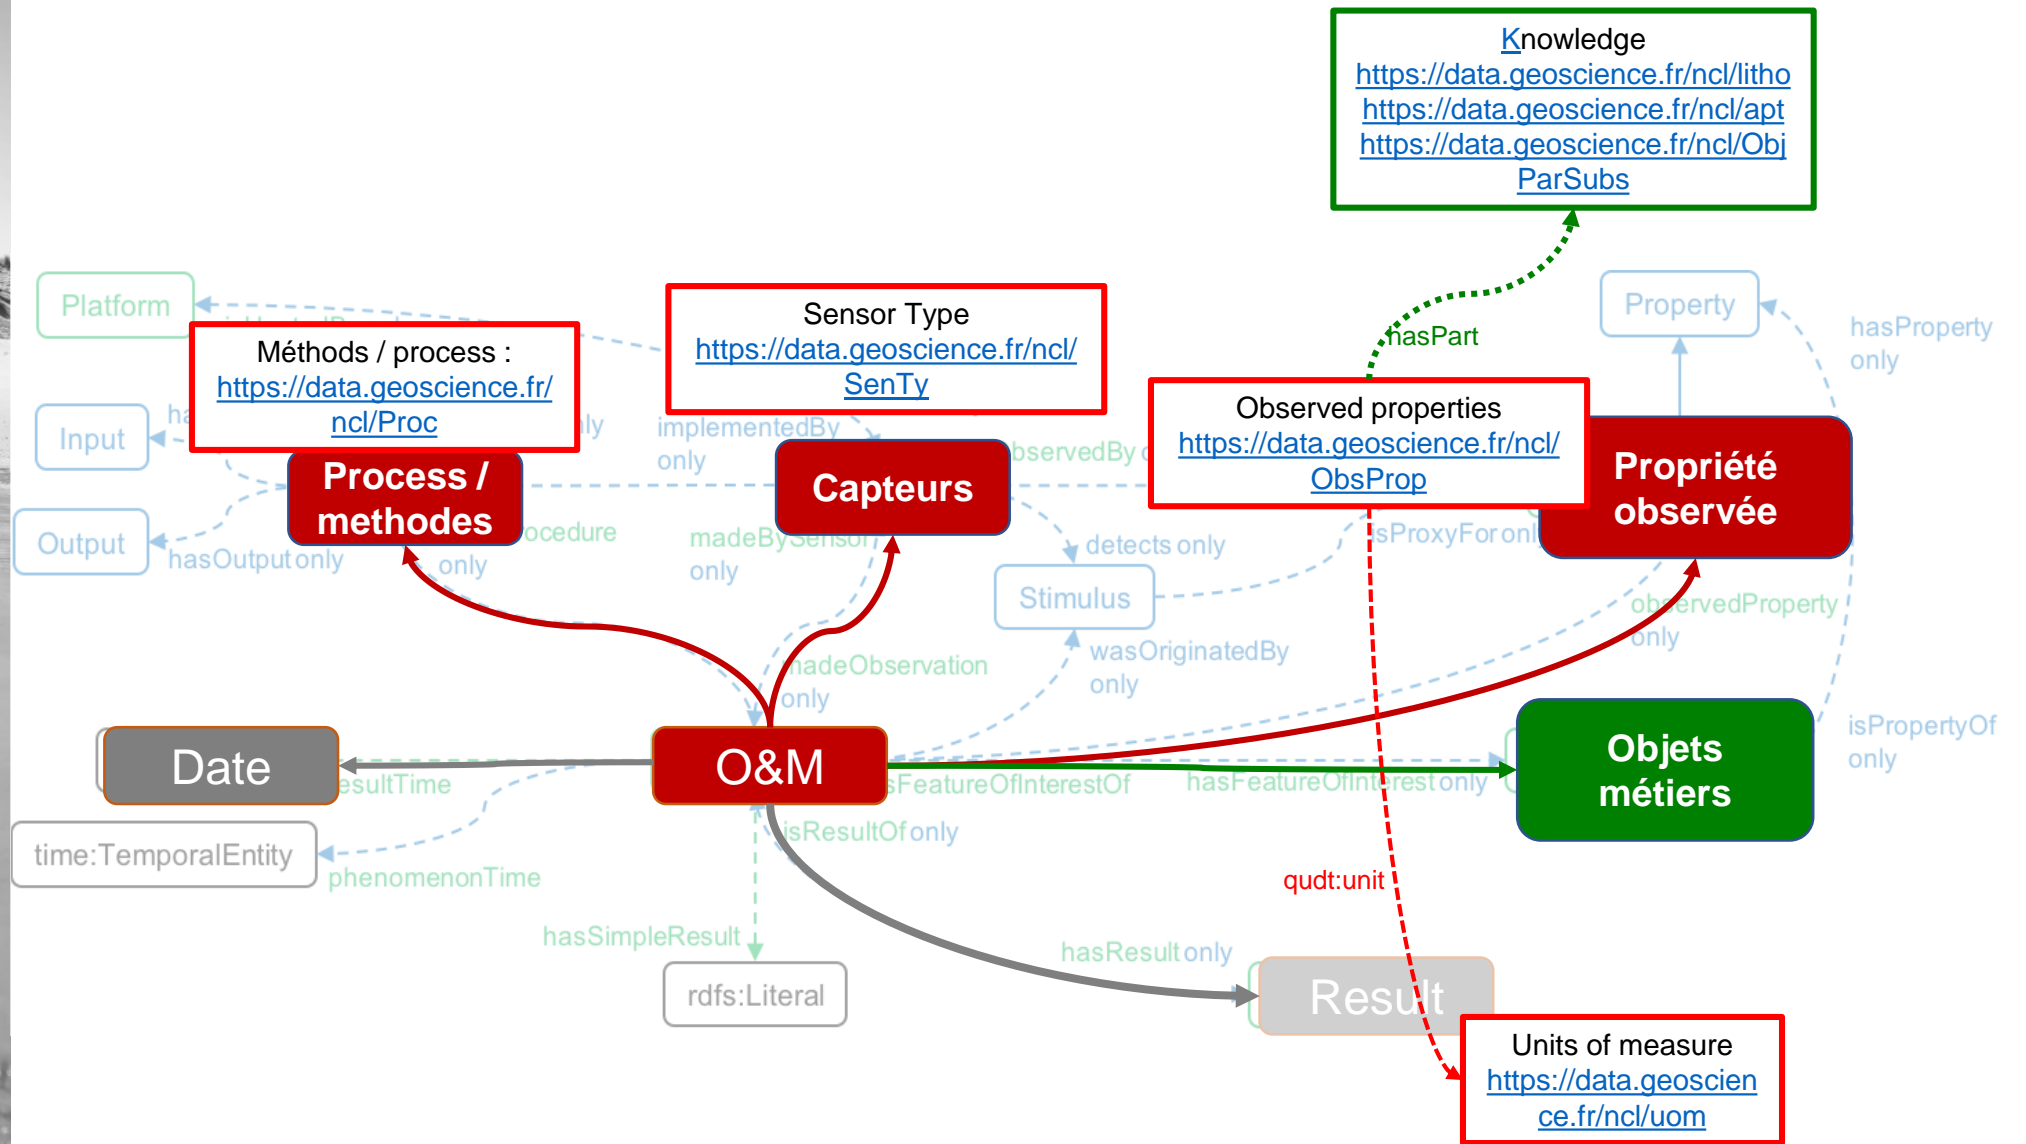 Knowledge
https://data.geoscience.fr/ncl/litho
https://data.geoscience.fr/ncl/apt
https://data.geoscience.fr/ncl/Obj
ParSubs
Platform
Sensor Type
https://data.geoscience.fr/ncl/
SenTy
Property
hasProperty
only
hasPart
Méthods / process :
https://data.geoscience.fr/
ncl/Proc
Observed properties
https://data.geoscience.fr/ncl/
ObsProp
Input
implementedBy
only
Process /
methodes
Capteurs
Propriété
observée
Output
hasOutput only
only
madeBySensor
only
detects only
isProxyFor only
Stimulus
observedProperty
only
wasOriginatedBy
only
madeObservation
only
Date
O&M
Objets
métiers
isPropertyOf
only
hasFeatureOfInterest only
time:TemporalEntity
phenomenonTime
isResultOf only
qudt:unit
hasSimpleResult
hasResult only
rdfs:Literal
Result
Units of measure
https://data.geoscien
ce.fr/ncl/uom